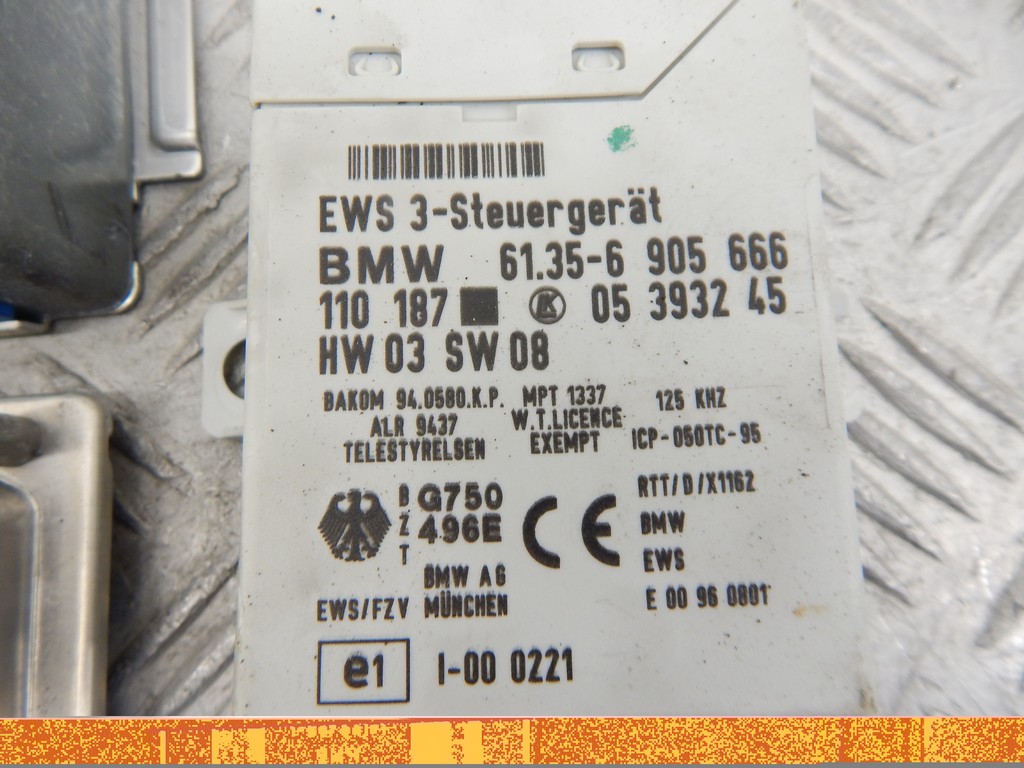 EWS 3-Steuergerät
BMW 61.35-6 905 666
110 187 K 05 3932 45
HW 03 SW 08
BAKOM 94.0580.K.P. MPT 1337 125 KHZ
ALR 9437 W.T.LICENCE
TELESTYRELSEN EXEMPT ICP-050TC-95
BZT G750 496E CE RTT/D/X1162
BMW
EWS
BMW AG
EWS/FZV MÜNCHEN E 00 96 0801
e1 I-00 0221